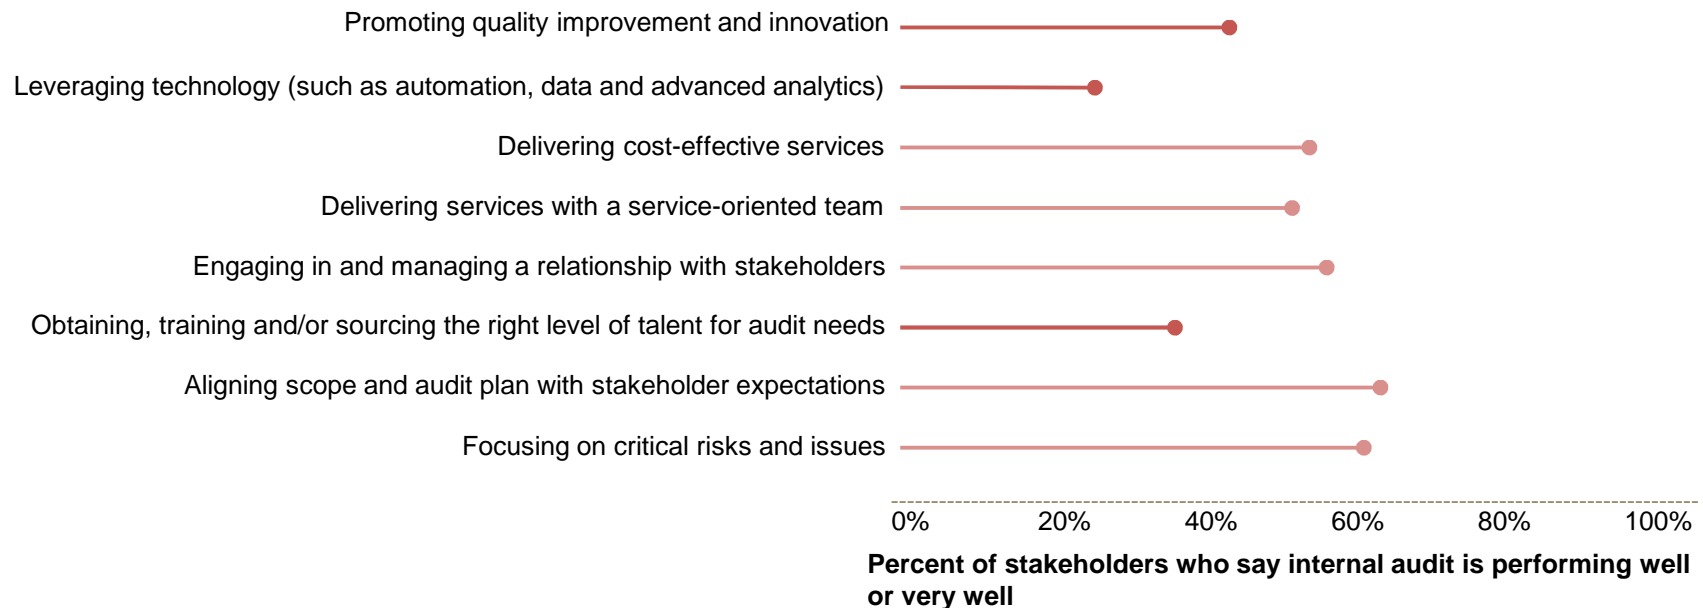 Promoting quality improvement and innovation
Leveraging technology (such as automation, data and advanced analytics)
Delivering cost-effective services
Delivering services with a service-oriented team
Engaging in and managing a relationship with stakeholders
Obtaining, training and/or sourcing the right level of talent for audit needs
Aligning scope and audit plan with stakeholder expectations
Focusing on critical risks and issues
0% 20% 40% 60% 80% 100%
Percent of stakeholders who say internal audit is performing well
or very well